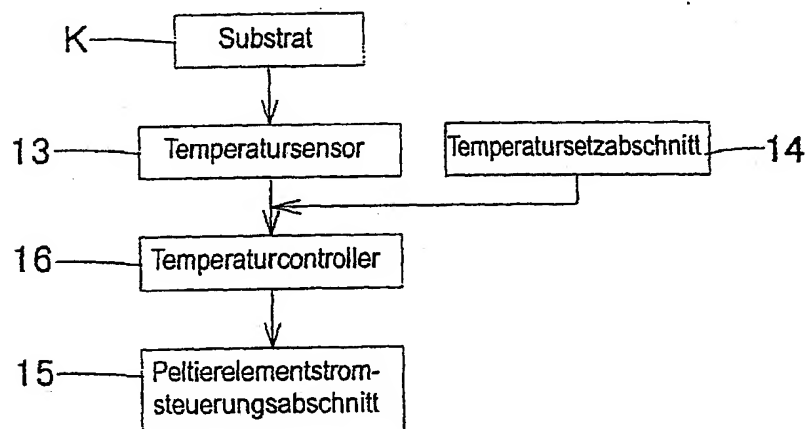 K Substrat
13 Temperatursensor Temperatursetzabschnitt 14
16 Temperaturcontroller
15 Peltierelementstrom-
steuerungsabschnitt